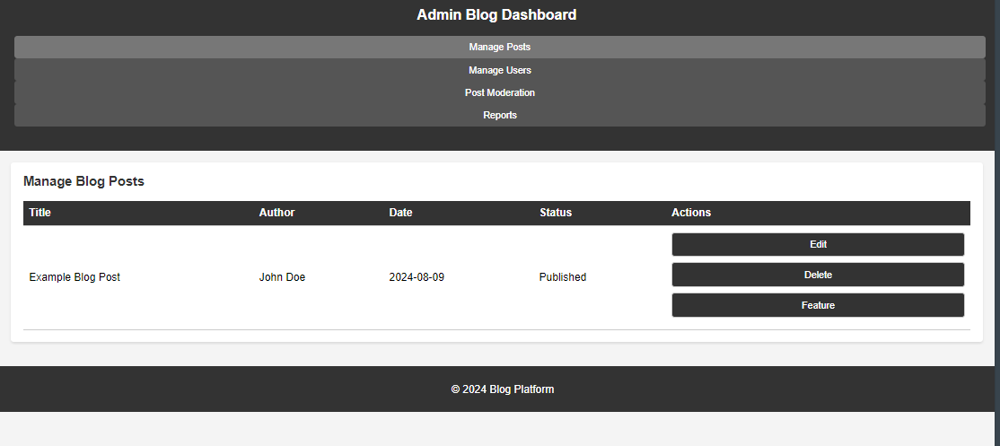 Admin Blog Dashboard
Manage Posts
Manage Users
Post Moderation
Reports
Manage Blog Posts
Title Author Date Status Actions
Edit
Example Blog Post John Doe 2024-08-09 Published Delete
Feature
© 2024 Blog Platform